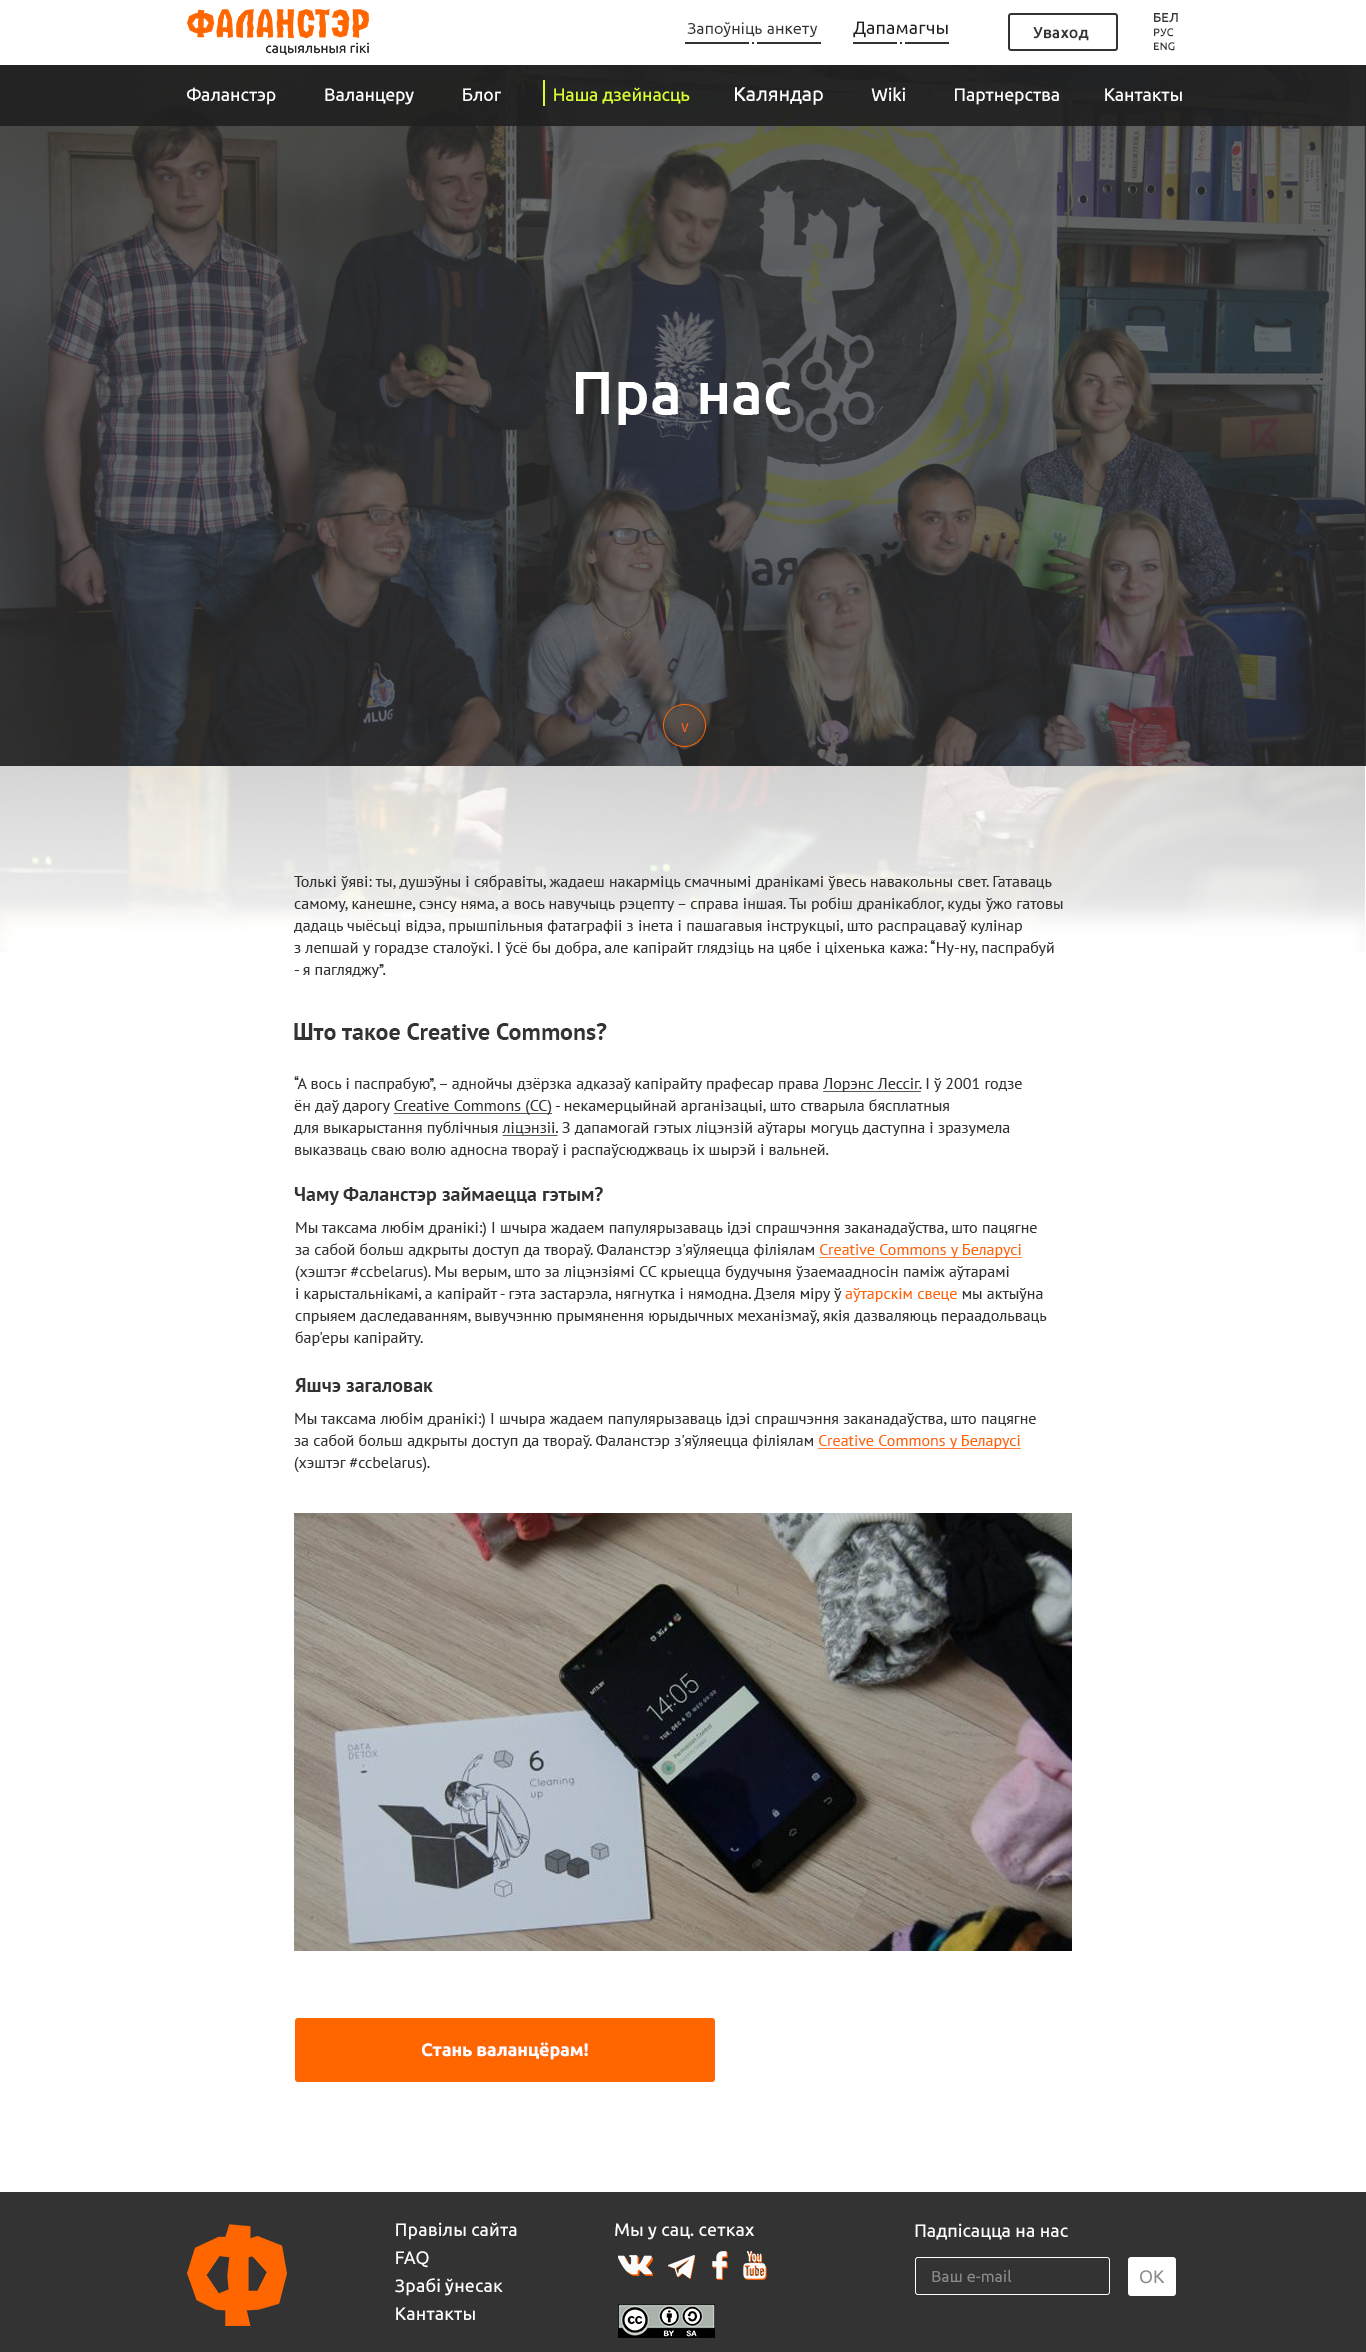 ФАЛАНСТЭР
сацыяльныя гікі
Запоўніць анкету
Дапамагчы
Уваход
БЕЛ
РУС
ENG
Фаланстэр
Валанцеру
Блог
Наша дзейнасць
Каляндар
Wiki
Партнерства
Кантакты
Пра нас
MLUG
v
Толькі ўяві: ты, душэўны і сябравіты, жадаеш накарміць смачнымі дранікамі ўвесь навакольны свет. Гатаваць
самому, канешне, сэнсу няма, а вось навучыць рэцепту – справа іншая. Ты робіш дранікаблог, куды ўжо гатовы
дадаць чыёсьці відэа, прышпільныя фатаграфіі з інета і пашагавыя інструкцыі, што распрацаваў кулінар
з лепшай у горадзе сталоўкі. І ўсё бы добра, але капірайт глядзіць на цябе і ціхенька кажа: “Ну-ну, паспрабуй
- я пагляджу”.
Што такое Creative Commons?
“А вось і паспрабую”, – аднойчы дзёрзка адказаў капірайту прафесар права Лорэнс Лессіг. І ў 2001 годзе
ён даў дарогу Creative Commons (CC) - некамерцыйнай арганізацыі, што стварыла бясплатныя
для выкарыстання публічныя ліцэнзіі. З дапамогай гэтых ліцэнзій аўтары могуць даступна і зразумела
выказваць сваю волю адносна твораў і распаўсюджваць іх шырэй і вальней.
Чаму Фаланстэр займаецца гэтым?
Мы таксама любім дранікі:) І шчыра жадаем папулярызаваць ідэі спрашчэння заканадаўства, што пацягне
за сабой больш адкрыты доступ да твораў. Фаланстэр з'яўляецца філіялам Creative Commons у Беларусі
(хэштэг #ccbelarus). Мы верым, што за ліцэнзіямі СС крыецца будучыня ўзаемаадносін паміж аўтарамі
і карыстальнікамі, а капірайт - гэта застарэла, нягнутка і нямодна. Дзеля міру ў аўтарскім свеце мы актыўна
спрыяем даследаванням, вывучэнню прымянення юрыдычных механізмаў, якія дазваляюць пераадольваць
бар'еры капірайту.
Яшчэ загаловак
Мы таксама любім дранікі:) І шчыра жадаем папулярызаваць ідэі спрашчэння заканадаўства, што пацягне
за сабой больш адкрыты доступ да твораў. Фаланстэр з'яўляецца філіялам Creative Commons у Беларусі
(хэштэг #ccbelarus).
14:05
Permission Control
DATA
DETOX
6
Cleaning
up
Стань валанцёрам!
Правілы сайта
FAQ
Зрабі ўнесак
Кантакты
Мы у сац. сетках
You
Tube
cc
BY SA
Падпісацца на нас
Ваш e-mail
OK